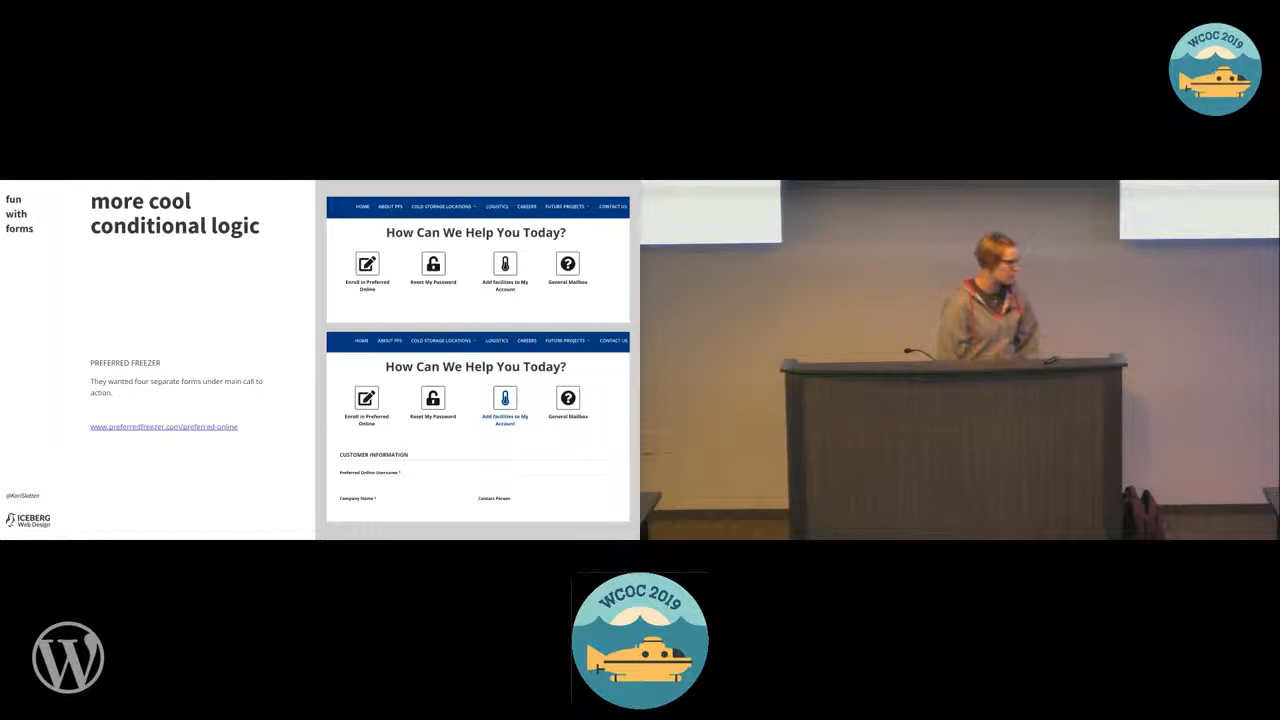 WCOC 2019
fun
with
forms
more cool
conditional logic
PREFERRED FREEZER
They wanted four separate forms under main call to
action.
www.preferredfreezer.com/preferred-online
@KariSletten
ICEBERG
Web Design
HOME ABOUT PFS COLD STORAGE LOCATIONS LOGISTICS CAREERS FUTURE PROJECTS CONTACT US
How Can We Help You Today?
Enroll in Preferred
Online
Reset My Password
Add facilities to My
Account
General Mailbox
HOME ABOUT PFS COLD STORAGE LOCATIONS LOGISTICS CAREERS FUTURE PROJECTS CONTACT US
How Can We Help You Today?
Enroll in Preferred
Online
Reset My Password
Add facilities to My
Account
General Mailbox
CUSTOMER INFORMATION
Preferred Online Username *
Company Name * Contact Person
W
WCOC 2019